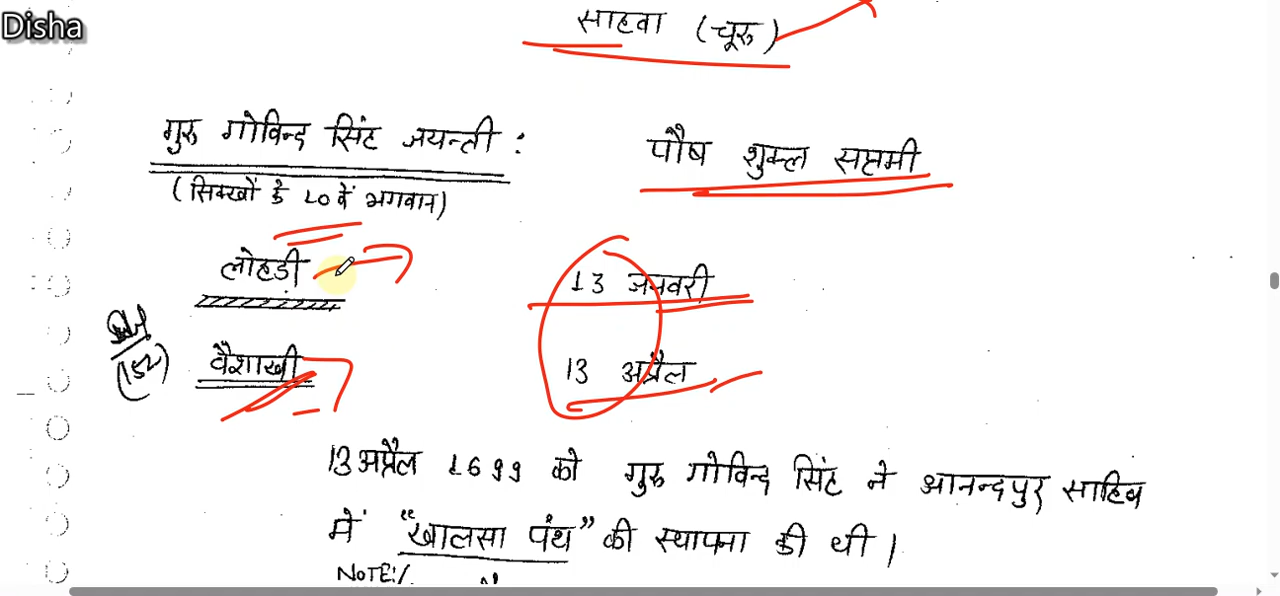 Disha
साहवा (चूरू)
गुरु गोविन्द सिंह जयन्ती : पौष शुक्ल सप्तमी
(सिक्खों के 10 वें भगवान)
लोहड़ी 13 जनवरी
(152) वैशाखी 13 अप्रैल
13 अप्रैल 1699 को गुरु गोविन्द सिंह ने आनन्दपुर साहिब
में "खालसा पंथ" की स्थापना की थी।
NOTE: